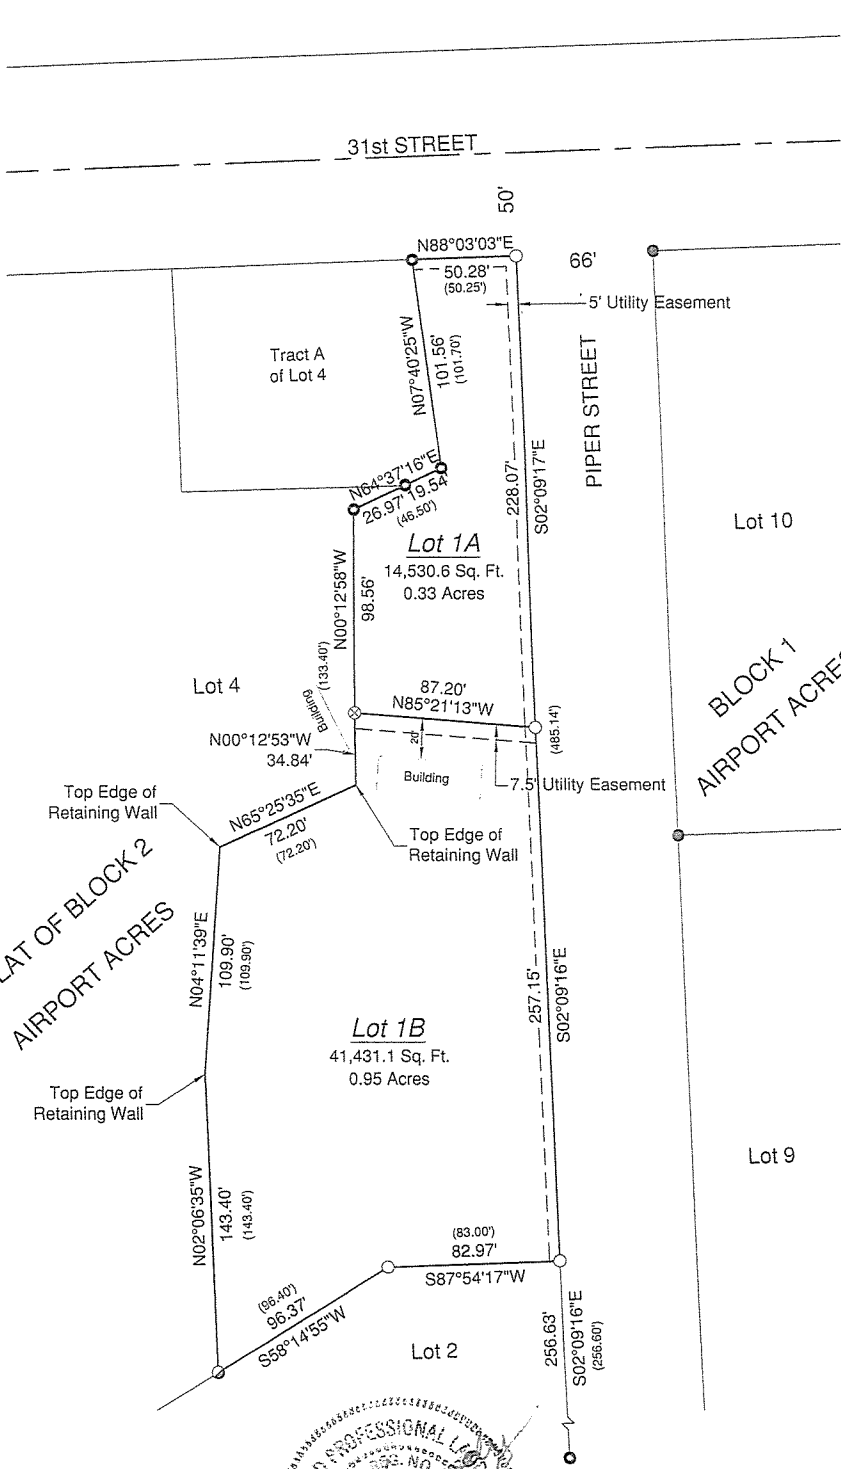 31st STREET
50'
N88°03'03"E
66'
50.28'
(50.25')
5' Utility Easement
Tract A
of Lot 4
N07°40'25"W
101.56'
(101.70')
PIPER STREET
N64°37'16"E
26.97' 19.54'
(46.50')
228.07'
S02°09'17"E
Lot 10
Lot 1A
14,530.6 Sq. Ft.
0.33 Acres
N00°12'58"W
98.56'
(133.40')
Building
Lot 4
BLOCK 1
AIRPORT ACRES
87.20'
N85°21'13"W
(485.14')
N00°12'53"W
34.84'
20'
Building
7.5' Utility Easement
Top Edge of
Retaining Wall
N65°25'35"E
72.20'
(72.20')
Top Edge of
Retaining Wall
LAT OF BLOCK 2
AIRPORT ACRES
N04°11'39"E
109.90'
(109.90')
257.15'
S02°09'16"E
Lot 1B
41,431.1 Sq. Ft.
0.95 Acres
Top Edge of
Retaining Wall
Lot 9
N02°06'35"W
143.40'
(143.40')
(83.00')
82.97'
S87°54'17"W
(96.40')
96.37'
S58°14'55"W
Lot 2
256.63'
S02°09'16"E
(256.60')
PROFESSIONAL LA
REG. NO.